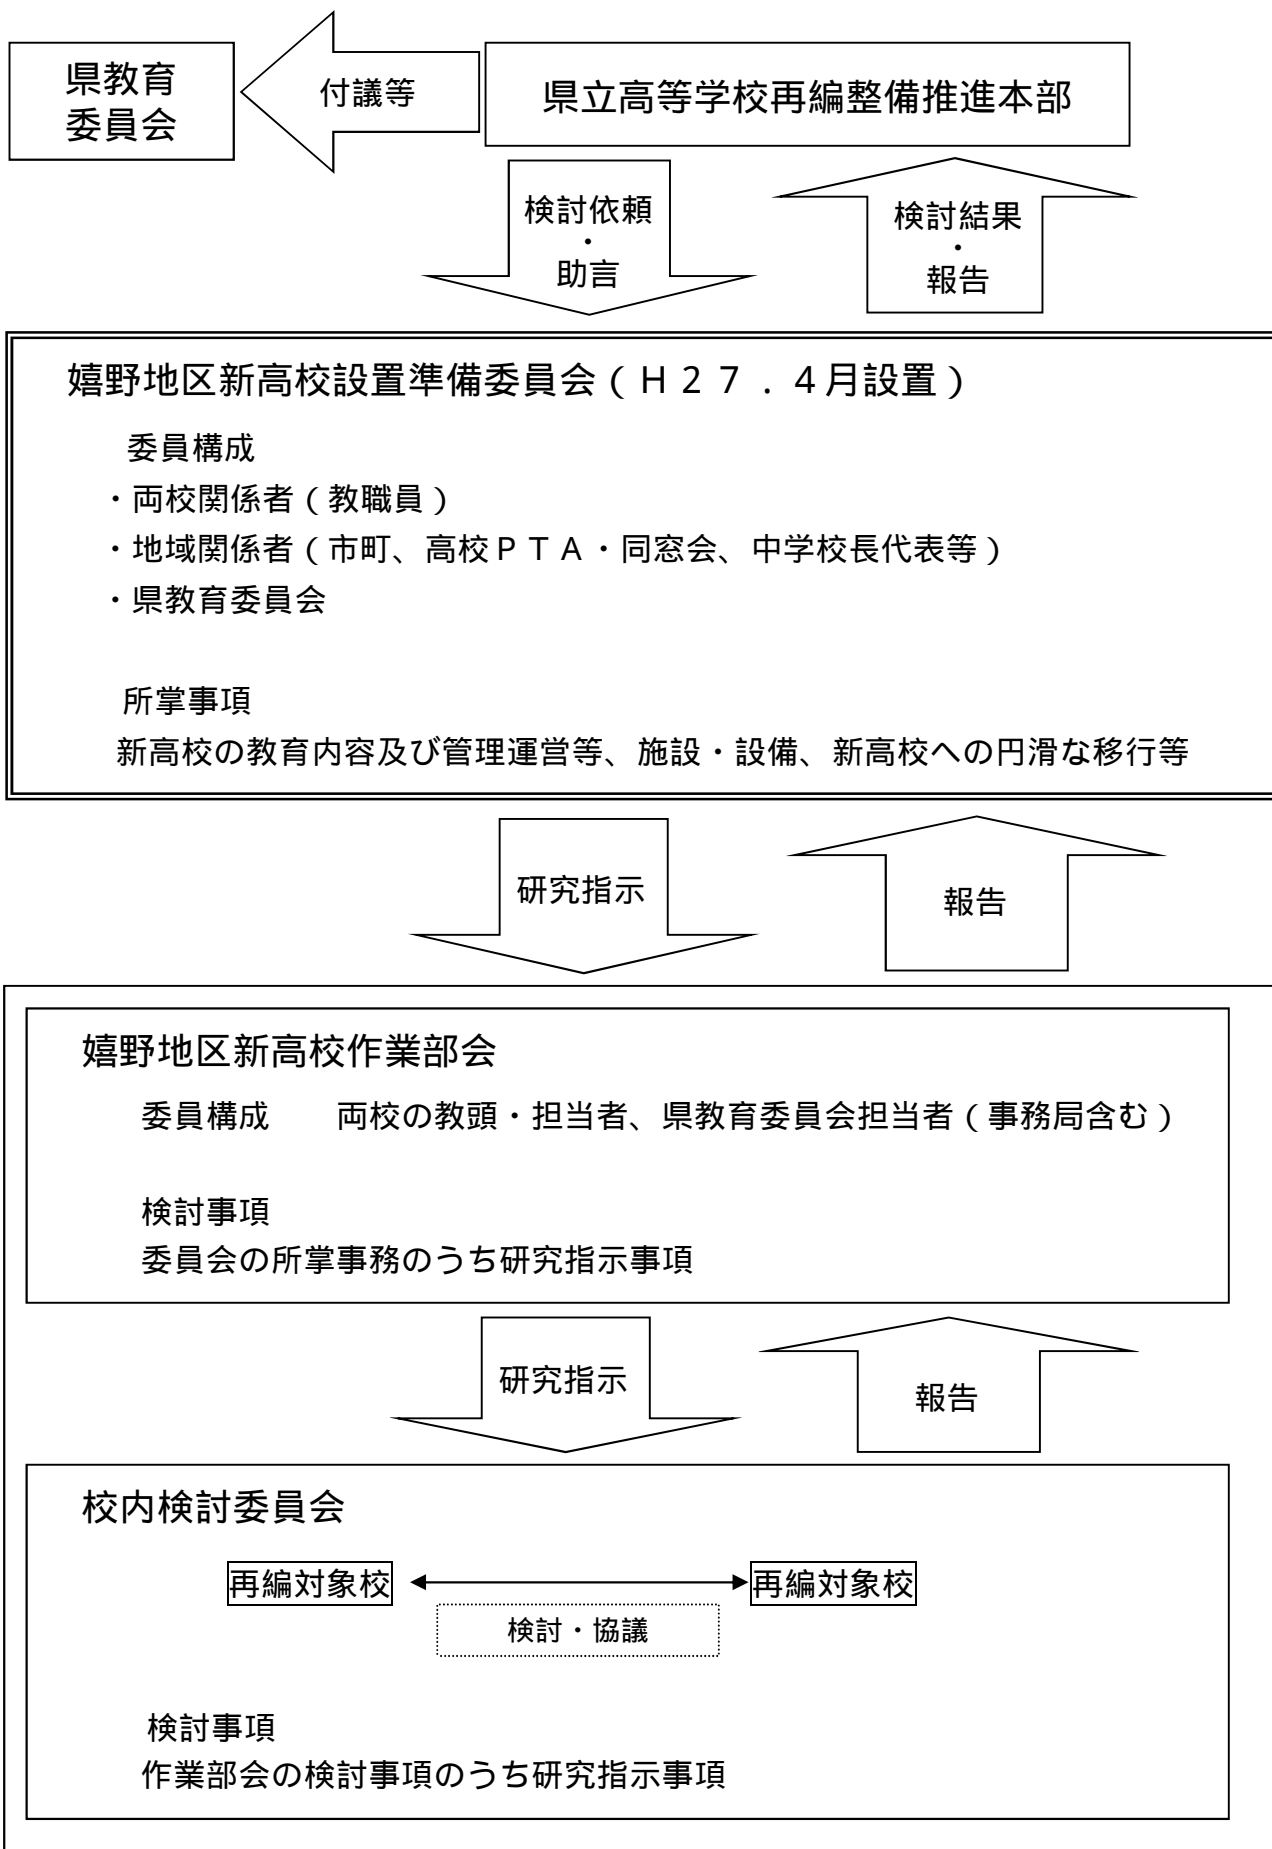 県教育
委員会
付議等
県立高等学校再編整備推進本部
検討依頼
・
助言
検討結果
・
報告
嬉野地区新高校設置準備委員会（Ｈ２７．４月設置）
委員構成
・両校関係者（教職員）
・地域関係者（市町、高校ＰＴＡ・同窓会、中学校長代表等）
・県教育委員会
所掌事項
新高校の教育内容及び管理運営等、施設・設備、新高校への円滑な移行等
研究指示
報告
嬉野地区新高校作業部会
委員構成　　両校の教頭・担当者、県教育委員会担当者（事務局含む）
検討事項
委員会の所掌事務のうち研究指示事項
研究指示
報告
校内検討委員会
再編対象校
再編対象校
検討・協議
検討事項
作業部会の検討事項のうち研究指示事項